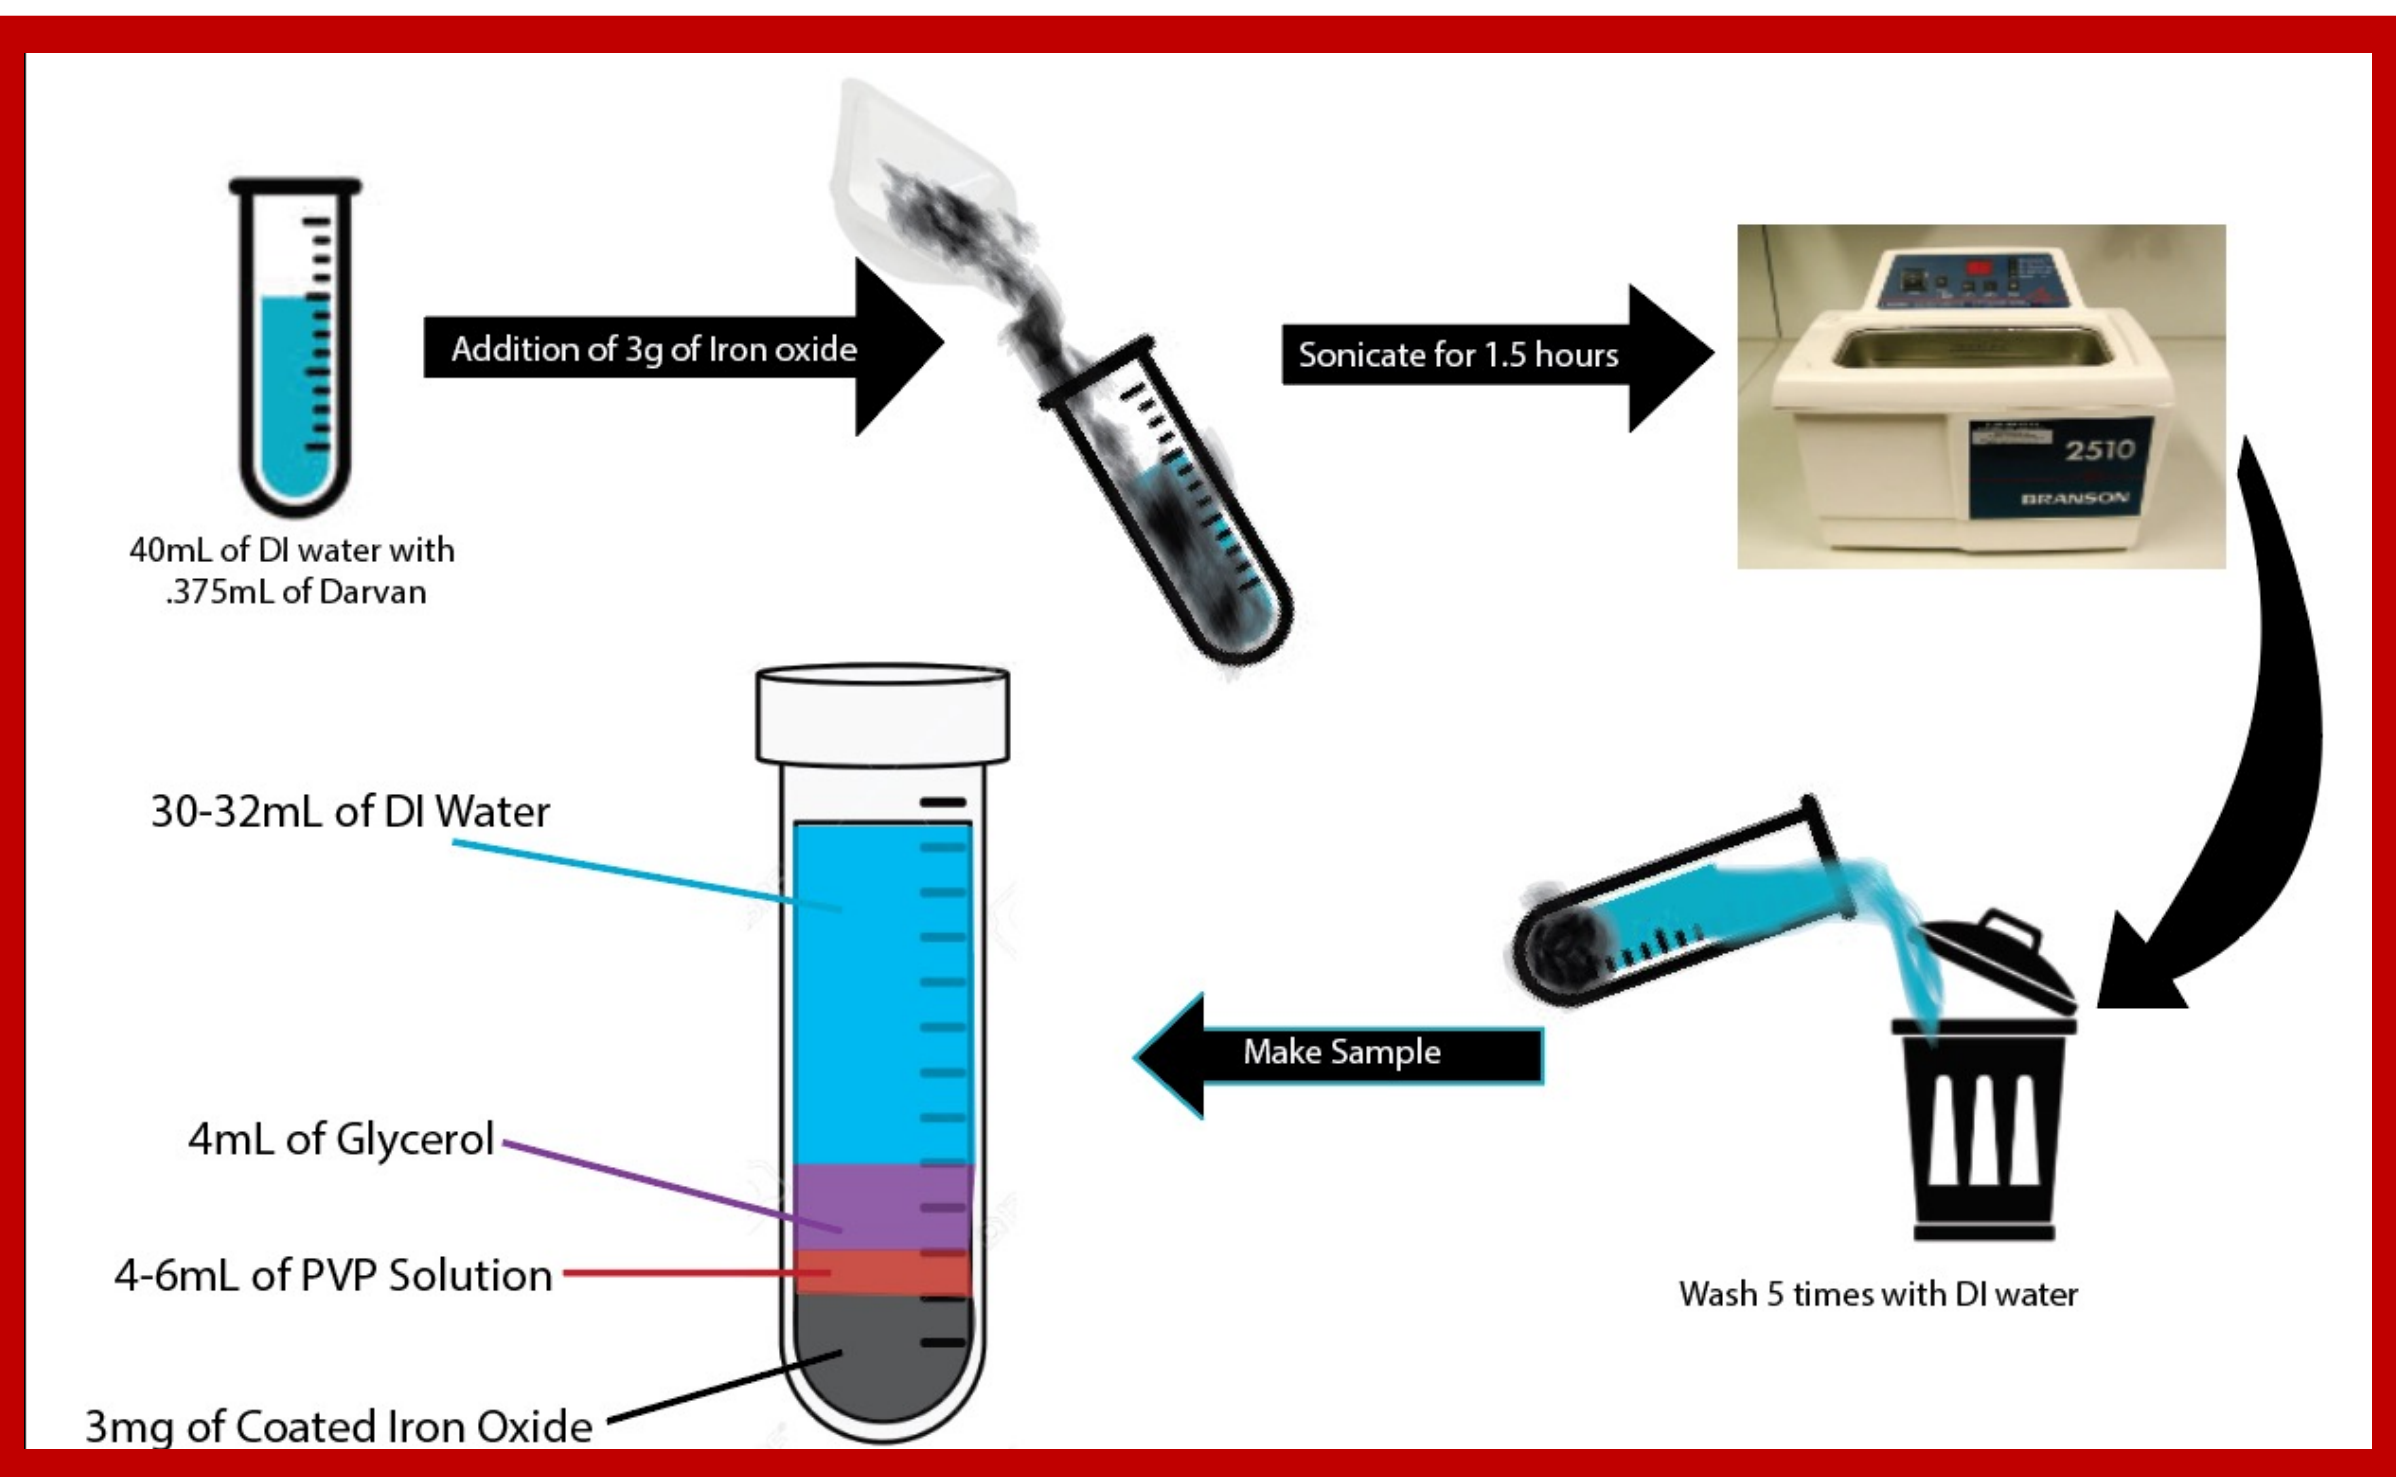 40mL of DI water with
.375mL of Darvan
Addition of 3g of Iron oxide
Sonicate for 1.5 hours
2510
BRANSON
Wash 5 times with DI water
Make Sample
30-32mL of DI Water
4mL of Glycerol
4-6mL of PVP Solution
3mg of Coated Iron Oxide